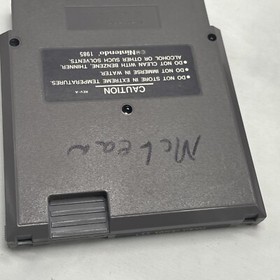 CAUTION
REV-A
● DO NOT STORE IN EXTREME TEMPERATURES.
● DO NOT IMMERSE IN WATER.
● DO NOT CLEAN WITH BENZENE, THINNER,
ALCOHOL OR OTHER SUCH SOLVENTS.
©Nintendo 1985
McLean